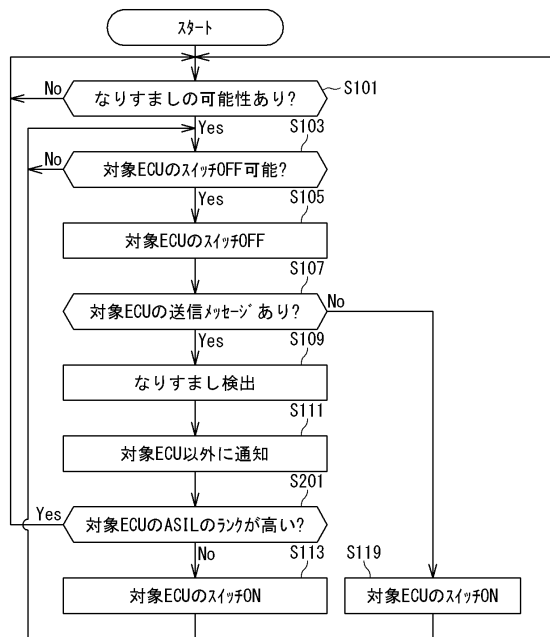 スタート
No
なりすましの可能性あり?
S101
Yes
S103
No
対象ECUのスイッチOFF可能?
Yes
S105
対象ECUのスイッチOFF
S107
対象ECUの送信メッセージあり?
No
Yes
S109
なりすまし検出
S111
対象ECU以外に通知
S201
Yes
対象ECUのASILのランクが高い?
No
S113
S119
対象ECUのスイッチON
対象ECUのスイッチON